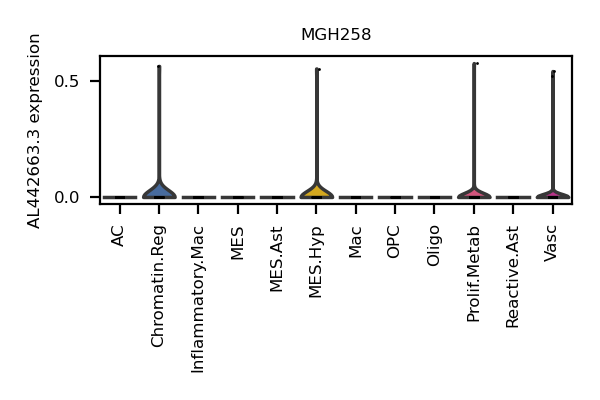 MGH258
AL442663.3 expression
0.5
0.0
AC
Chromatin.Reg
Inflammatory.Mac
MES
MES.Ast
MES.Hyp
Mac
OPC
Oligo
Prolif.Metab
Reactive.Ast
Vasc